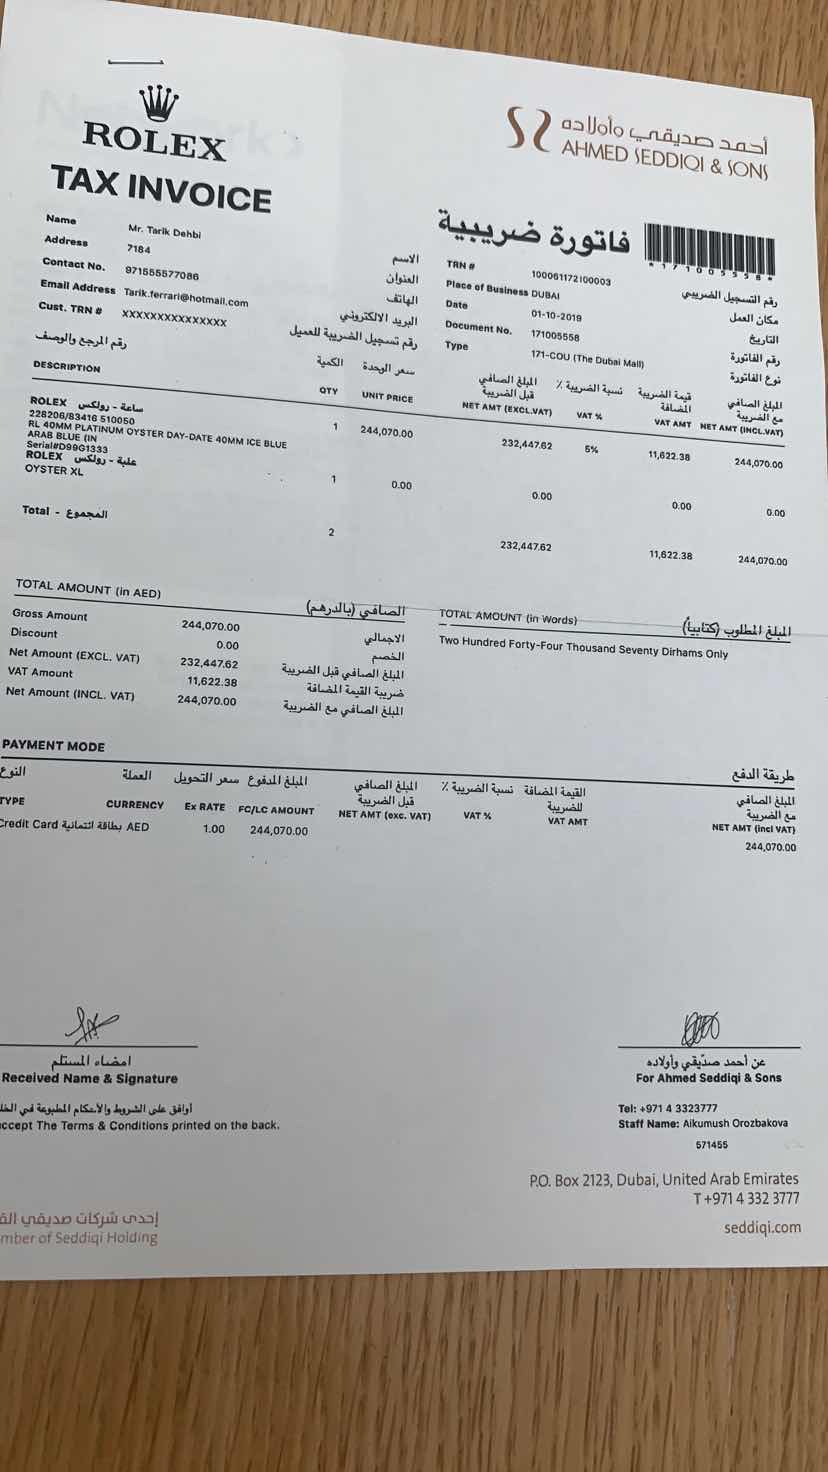 ROLEX
TAX INVOICE
أحمد صديقي وأولاده
AHMED SEDDIQI & SONS
فاتورة ضريبية
*171005558*
Name Mr. Tarik Dehbi الاسم
Address 7184 العنوان
Contact No. 971555577086 الهاتف
Email Address Tarik.ferrari@hotmail.com البريد الالكتروني
Cust. TRN # XXXXXXXXXXXXXXX رقم تسجيل الضريبة للعميل
TRN # 100061172100003 رقم التسجيل الضريبي
Place of Business DUBAI مكان العمل
Date 01-10-2019 التاريخ
Document No. 171005558 رقم الفاتورة
Type 171-COU (The Dubai Mall) نوع الفاتورة
رقم المرجع والوصف الكمية سعر الوحدة المبلغ الصافي قبل الضريبة نسبة الضريبة % قيمة الضريبة المضافة المبلغ الصافي مع الضريبة
DESCRIPTION QTY UNIT PRICE NET AMT (EXCL.VAT) VAT % VAT AMT NET AMT (INCL.VAT)
ROLEX ساعة - رولكس
228206/83416 510050 1 244,070.00 232,447.62 5% 11,622.38 244,070.00
RL 40MM PLATINUM OYSTER DAY-DATE 40MM ICE BLUE
ARAB BLUE (IN
Serial#D99G1333
ROLEX علبة - رولكس
OYSTER XL 1 0.00 0.00 0.00 0.00
Total - المجموع 2 232,447.62 11,622.38 244,070.00
TOTAL AMOUNT (in AED) الصافي (بالدرهم)
Gross Amount 244,070.00 الاجمالي
Discount 0.00 الخصم
Net Amount (EXCL. VAT) 232,447.62 المبلغ الصافي قبل الضريبة
VAT Amount 11,622.38 ضريبة القيمة المضافة
Net Amount (INCL. VAT) 244,070.00 المبلغ الصافي مع الضريبة
TOTAL AMOUNT (in Words) المبلغ المطلوب (كتابياً)
Two Hundred Forty-Four Thousand Seventy Dirhams Only
PAYMENT MODE طريقة الدفع
النوع العملة سعر التحويل المبلغ المدفوع المبلغ الصافي قبل الضريبة نسبة الضريبة % القيمة المضافة للضريبة المبلغ الصافي مع الضريبة
TYPE CURRENCY Ex RATE FC/LC AMOUNT NET AMT (exc. VAT) VAT % VAT AMT NET AMT (incl VAT)
Credit Card بطاقة ائتمانية AED 1.00 244,070.00 244,070.00
امضاء المستلم
Received Name & Signature
أوافق على الشروط والأحكام المطبوعة في
ccept The Terms & Conditions printed on the back.
عن أحمد صدّيقي وأولاده
For Ahmed Seddiqi & Sons
Tel: +971 4 3323777
Staff Name: Aikumush Orozbakova
571455
P.O. Box 2123, Dubai, United Arab Emirates
T +971 4 332 3777
seddiqi.com
إحدى شركات صديقي
mber of Seddiqi Holding